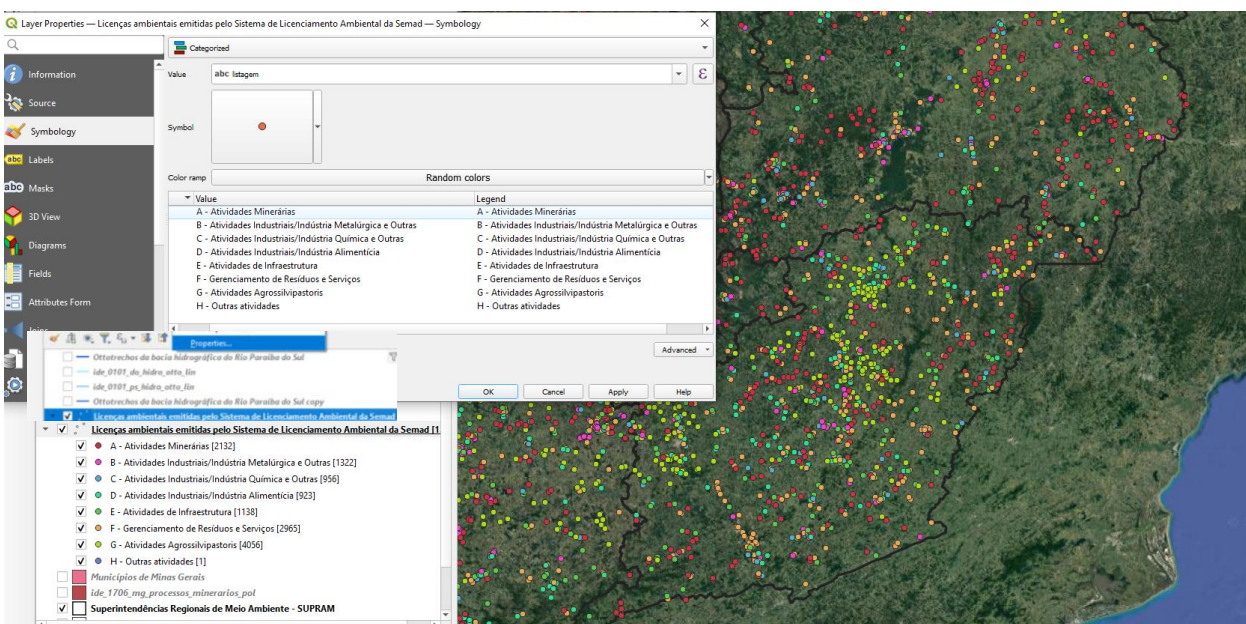 Layer Properties — Licenças ambientais emitidas pelo Sistema de Licenciamento Ambiental da Semad — Symbology
Categorized
Information
Value
abc listagem
ε
Source
Symbology
Symbol
abc Labels
abc Masks
Color ramp
Random colors
Value
Legend
3D View
A - Atividades Minerárias
A - Atividades Minerárias
B - Atividades Industriais/Indústria Metalúrgica e Outras
B - Atividades Industriais/Indústria Metalúrgica e Outras
C - Atividades Industriais/Indústria Química e Outras
C - Atividades Industriais/Indústria Química e Outras
Diagrams
D - Atividades Industriais/Indústria Alimentícia
D - Atividades Industriais/Indústria Alimentícia
E - Atividades de Infraestrutura
E - Atividades de Infraestrutura
Fields
F - Gerenciamento de Resíduos e Serviços
F - Gerenciamento de Resíduos e Serviços
G - Atividades Agrossilvipastoris
G - Atividades Agrossilvipastoris
Attributes Form
H - Outras atividades
H - Outras atividades
Joins
Properties...
Advanced
Ottotrechos da bacia hidrográfica do Rio Paraíba do Sul
ide_0101_do_hidro_otto_lin
ide_0101_ps_hidro_otto_lin
OK
Cancel
Apply
Help
Ottotrechos da bacia hidrográfica do Rio Paraíba do Sul copy
Licenças ambientais emitidas pelo Sistema de Licenciamento Ambiental da Semad
Licenças ambientais emitidas pelo Sistema de Licenciamento Ambiental da Semad [1
A - Atividades Minerárias [2132]
B - Atividades Industriais/Indústria Metalúrgica e Outras [1322]
C - Atividades Industriais/Indústria Química e Outras [956]
D - Atividades Industriais/Indústria Alimentícia [923]
E - Atividades de Infraestrutura [1138]
F - Gerenciamento de Resíduos e Serviços [2965]
G - Atividades Agrossilvipastoris [4056]
H - Outras atividades [1]
Municípios de Minas Gerais
ide_1706_mg_processos_minerarios_pol
Superintendências Regionais de Meio Ambiente - SUPRAM